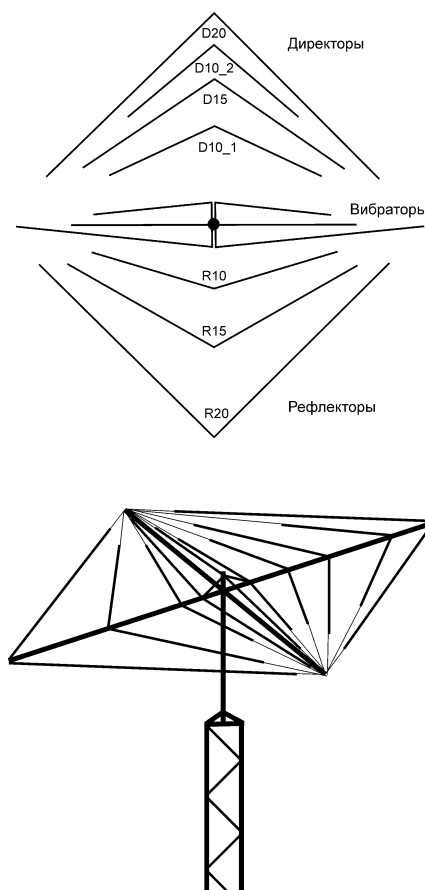 D20
Директоры
D10_2
D15
D10_1
Вибраторы
R10
R15
R20
Рефлекторы